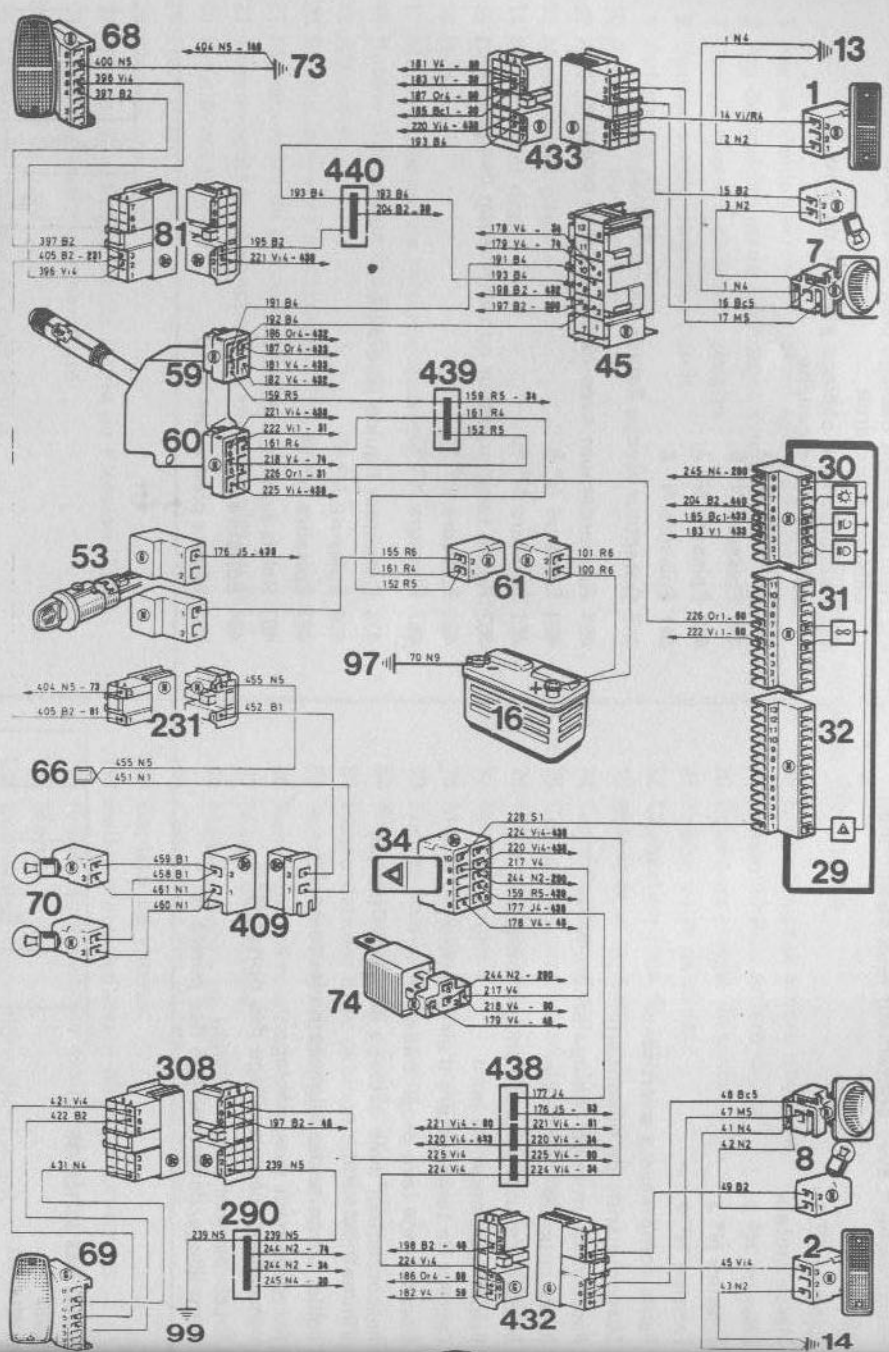 68
400 N5
396 Vi4
397 B2
404 N5 - 168
73
181 V4 - 59
183 V1 - 30
187 Or4 - 59
185 Bc1 - 30
220 Vi4 - 438
193 B4
433
1 N4
13
1
14 Vi/R4
2 N2
15 B2
3 N2
7
1 N4
16 Bc5
17 M5
440
193 B4
193 B4
204 B2 - 30
81
397 B2
405 B2 - 231
396 Vi4
195 B2
221 Vi4 - 438
178 V4 - 34
179 V4 - 74
191 B4
193 B4
198 B2 - 432
197 B2 - 308
45
59
191 B4
192 B4
186 Or4 - 432
187 Or4 - 433
181 V4 - 433
182 V4 - 432
159 R5
439
159 R5 - 34
161 R4
152 R5
60
221 Vi4 - 438
222 Vi1 - 31
161 R4
218 V4 - 74
226 Or1 - 31
225 Vi4 - 438
30
245 N4 - 290
204 B2 - 440
185 Bc1 - 433
183 V1 - 433
31
226 Or1 - 60
222 Vi1 - 60
32
29
53
176 J5 - 438
155 R6
161 R4
152 R5
61
101 R6
100 R6
97
70 N9
16
404 N5 - 73
405 B2 - 81
231
455 N5
452 B1
66
455 N5
451 N1
70
459 B1
458 B1
461 N1
460 N1
409
34
228 S1
224 Vi4 - 438
220 Vi4 - 438
217 V4
244 N2 - 290
159 R5 - 439
177 J4 - 438
178 V4 - 45
74
244 N2 - 290
217 V4
218 V4 - 60
179 V4 - 45
308
421 Vi4
422 B2
431 N4
197 B2 - 45
239 N5
438
177 J4
176 J5 - 53
221 Vi4 - 60
221 Vi4 - 81
220 Vi4 - 433
220 Vi4 - 34
225 Vi4
225 Vi4 - 60
224 Vi4
224 Vi4 - 34
48 Bc5
47 M5
41 N4
42 N2
8
49 B2
290
239 N5
239 N5
244 N2 - 74
244 N2 - 34
245 N4 - 30
69
99
198 B2 - 45
224 Vi4
186 Or4 - 59
182 V4 - 59
432
2
45 Vi4
43 N2
14